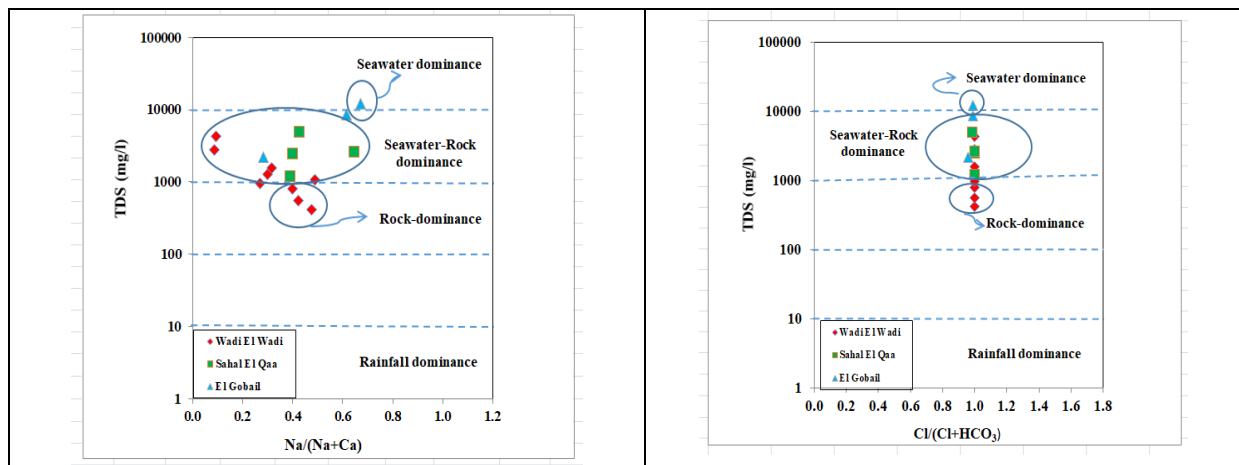 100000
10000
1000
100
10
1
TDS (mg/l)
Seawater dominance
Seawater-Rock
dominance
Rock-dominance
Rainfall dominance
Wadi El Wadi
Sahal El Qaa
El Gobail
0.0 0.2 0.4 0.6 0.8 1.0 1.2
Na/(Na+Ca)
100000
10000
1000
100
10
1
TDS (mg/l)
Seawater dominance
Seawater-Rock
dominance
Rock-dominance
Rainfall dominance
Wadi El Wadi
Sahal El Qaa
El Gobail
0.0 0.2 0.4 0.6 0.8 1.0 1.2 1.4 1.6 1.8
Cl/(Cl+HCO₃)